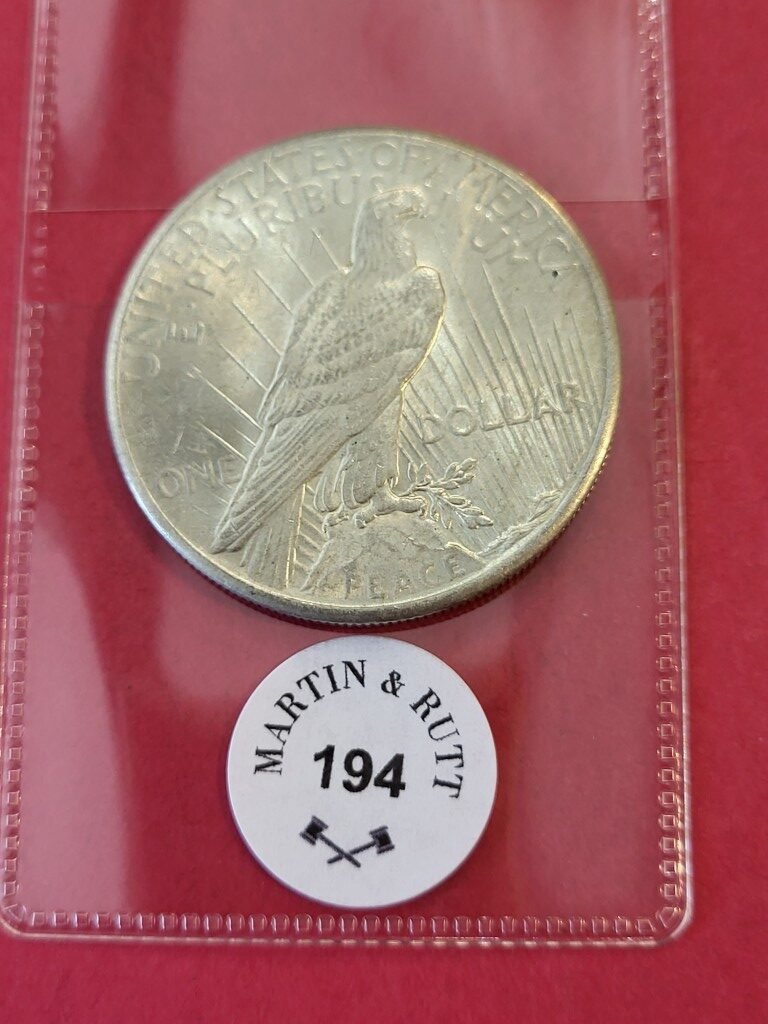 UNITED STATES OF AMERICA
E · PLURIBUS UNUM
ONE DOLLAR
PEACE
MARTIN & RUTT
194